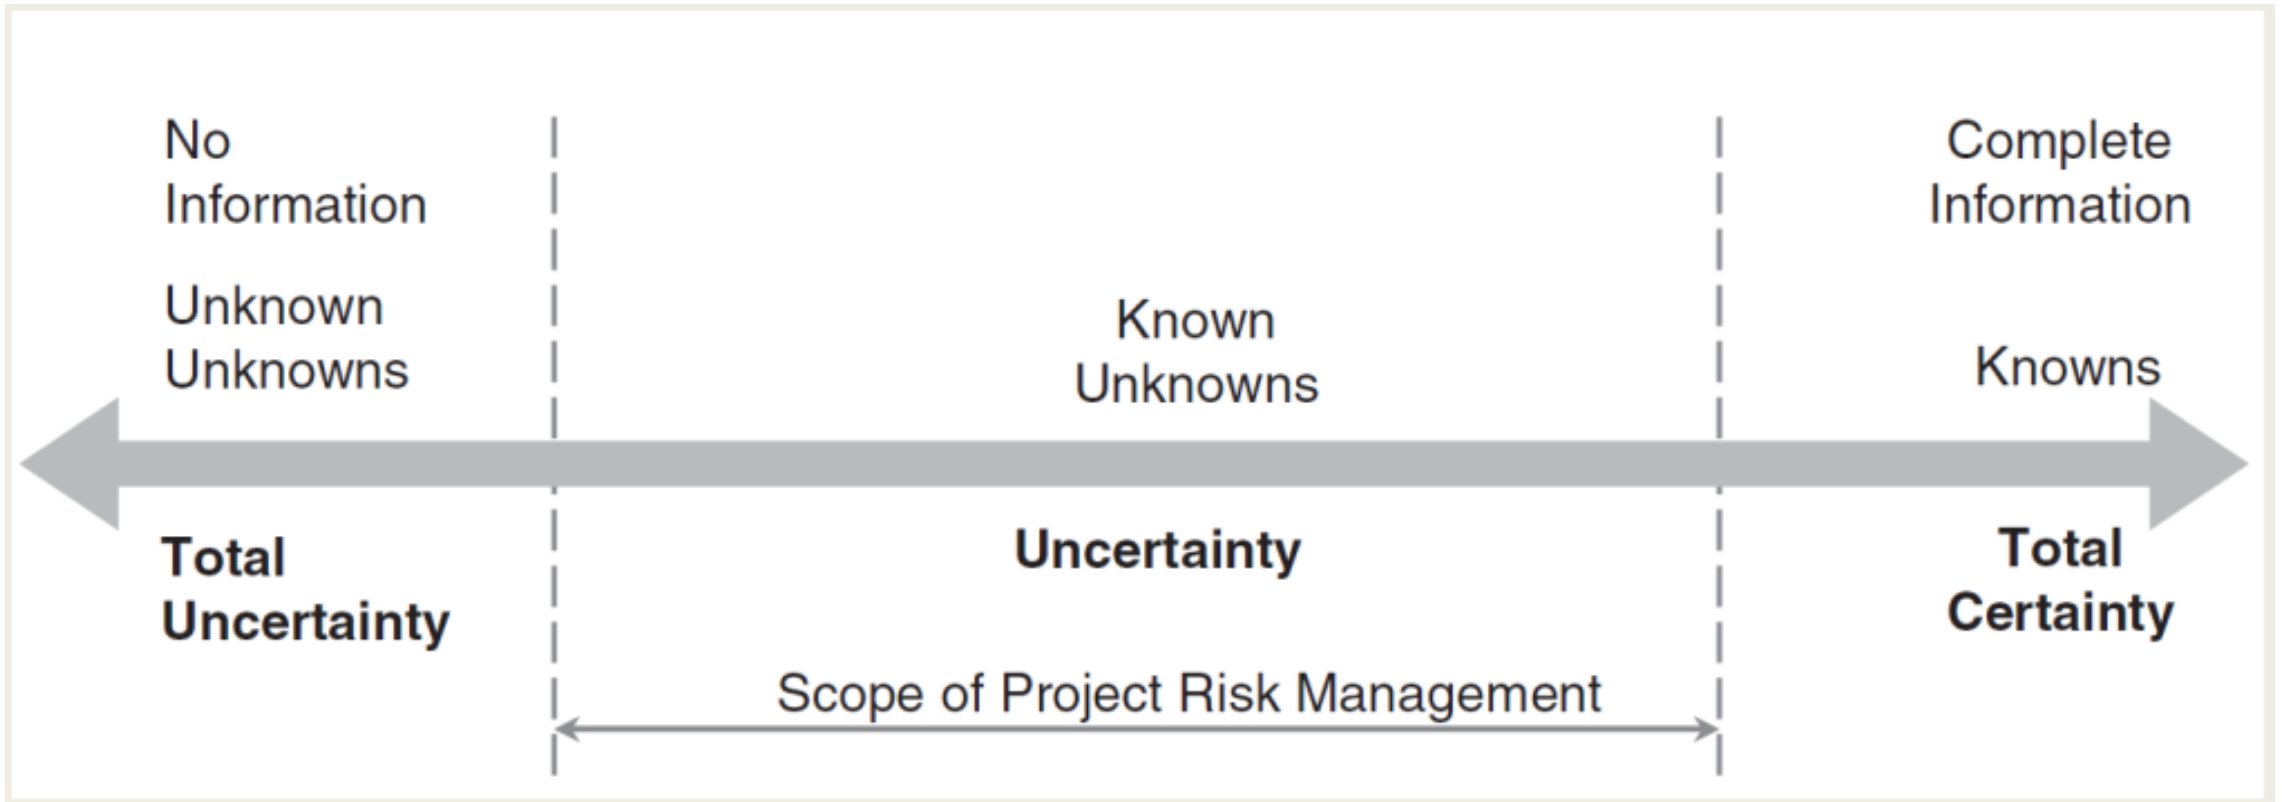 No
Information
Unknown
Unknowns
Known
Unknowns
Complete
Information
Knowns
Total
Uncertainty
Uncertainty
Total
Certainty
Scope of Project Risk Management